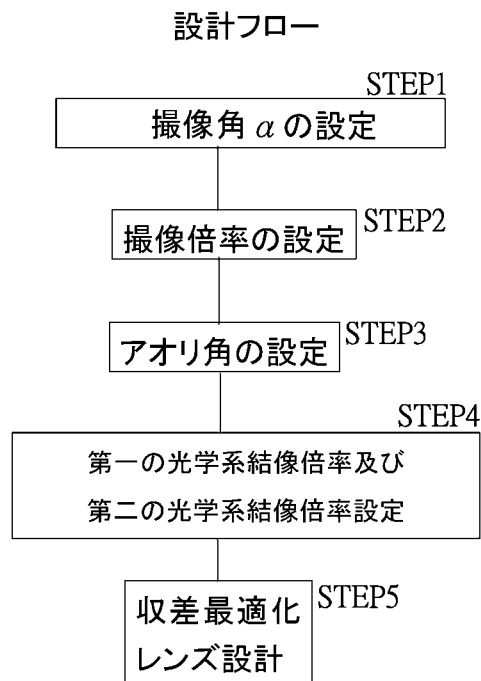 設計フロー
STEP1
撮像角αの設定
STEP2
撮像倍率の設定
STEP3
アオリ角の設定
STEP4
第一の光学系結像倍率及び
第二の光学系結像倍率設定
STEP5
収差最適化
レンズ設計